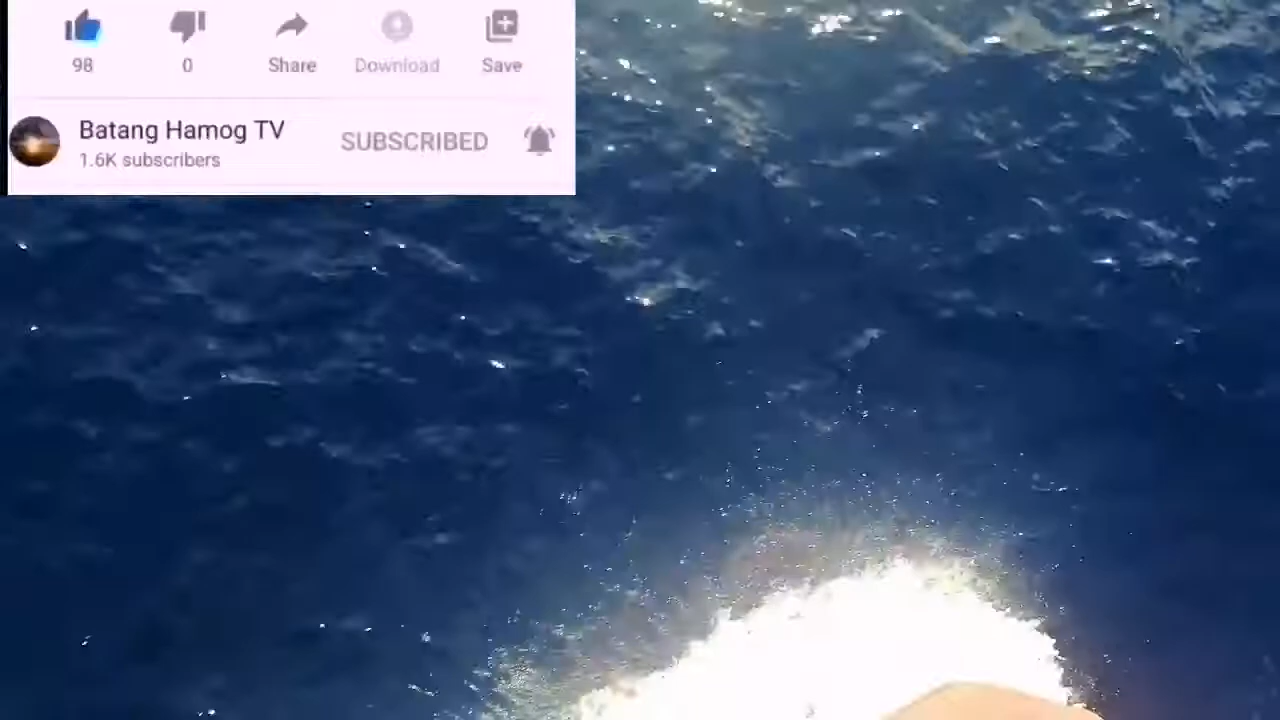 98
0
Share
Download
Save
Batang Hamog TV
SUBSCRIBED
1.6K subscribers